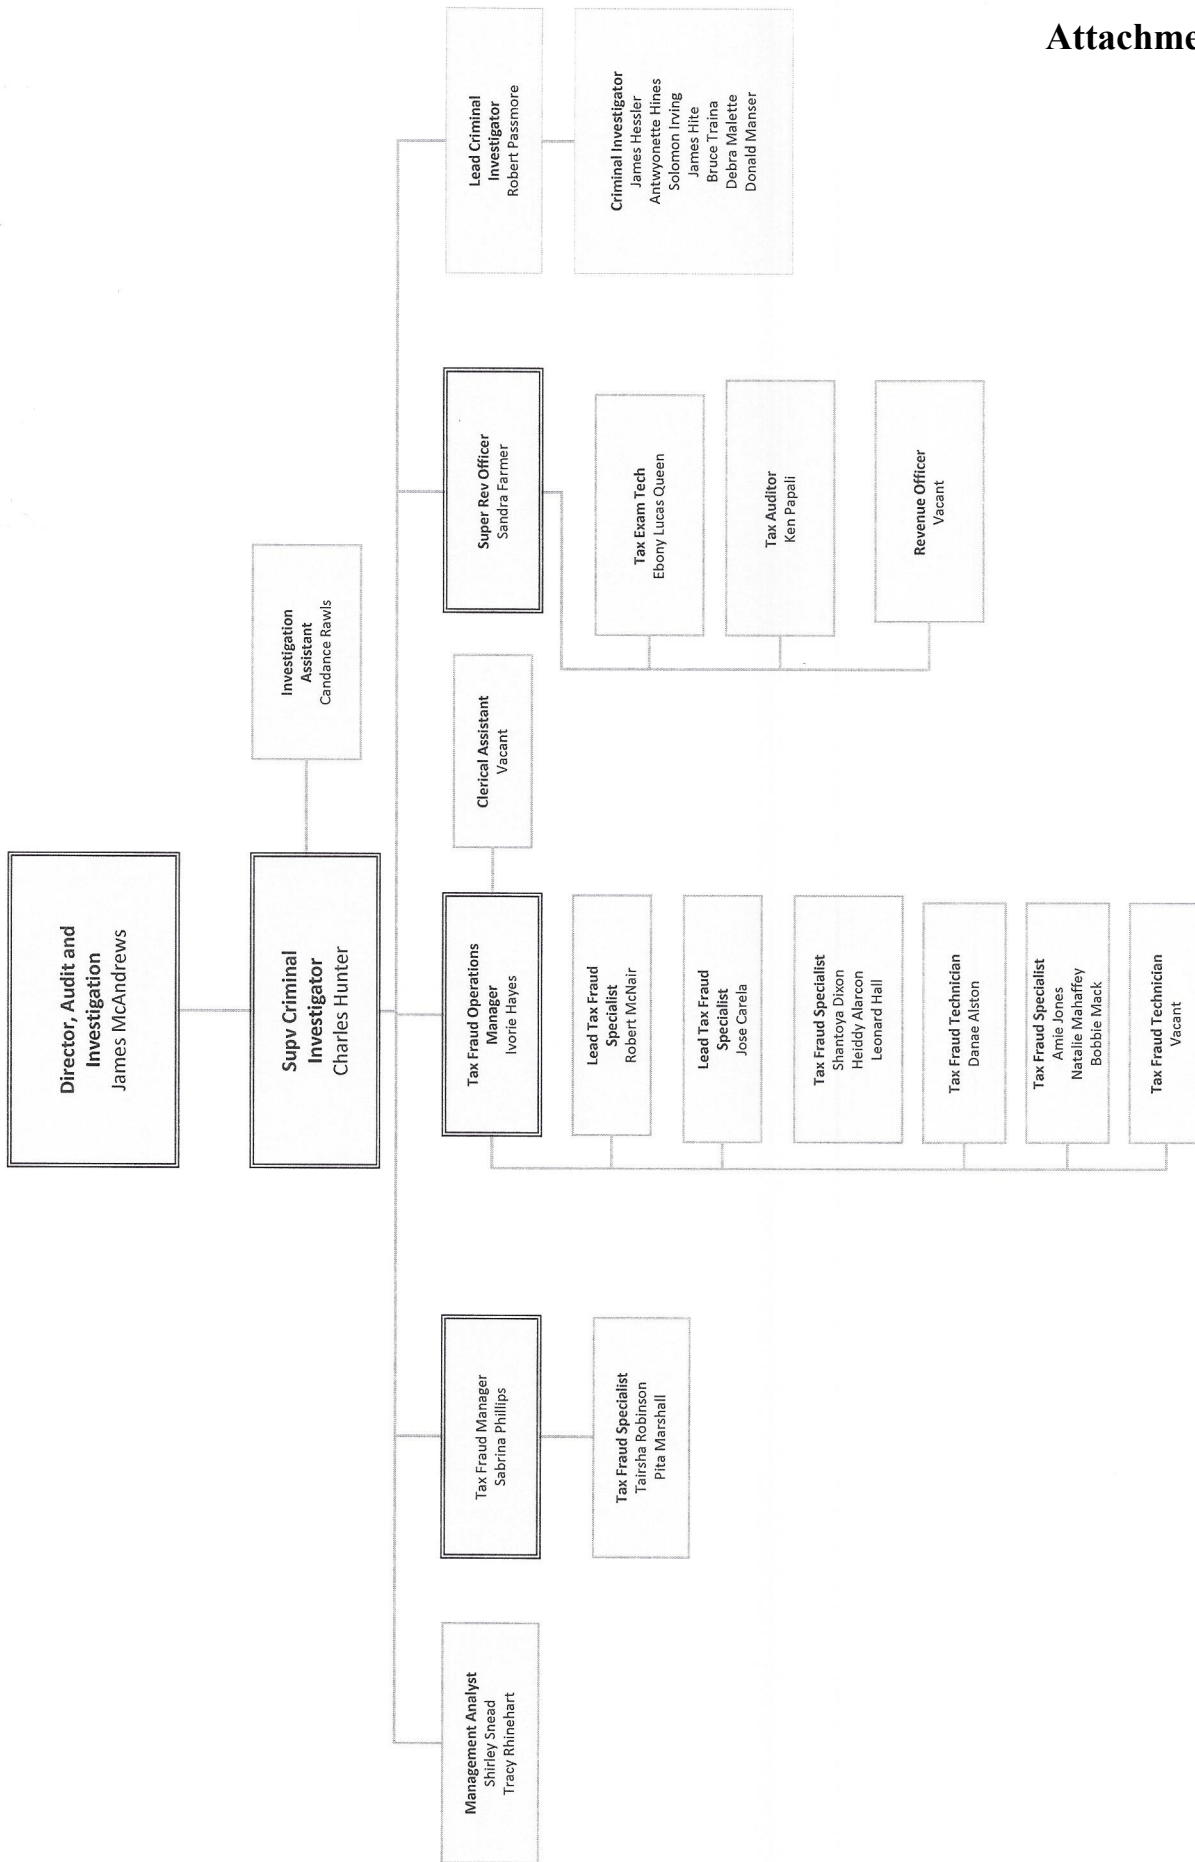 Attachme
Director, Audit and
Investigation
James McAndrews
Supv Criminal
Investigator
Charles Hunter
Investigation
Assistant
Candance Rawls
Management Analyst
Shirley Snead
Tracy Rhinehart
Tax Fraud Manager
Sabrina Phillips
Tax Fraud Specialist
Tairsha Robinson
Pita Marshall
Tax Fraud Operations
Manager
Ivorie Hayes
Clerical Assistant
Vacant
Lead Tax Fraud
Specialist
Robert McNair
Lead Tax Fraud
Specialist
Jose Carela
Tax Fraud Specialist
Shantoya Dixon
Heiddy Alarcon
Leonard Hall
Tax Fraud Technician
Danae Alston
Tax Fraud Specialist
Amie Jones
Natalie Mahaffey
Bobbie Mack
Tax Fraud Technician
Vacant
Super Rev Officer
Sandra Farmer
Tax Exam Tech
Ebony Lucas Queen
Tax Auditor
Ken Papali
Revenue Officer
Vacant
Lead Criminal
Investigator
Robert Passmore
Criminal Investigator
James Hessler
Antwyonette Hines
Solomon Irving
James Hite
Bruce Traina
Debra Malette
Donald Manser